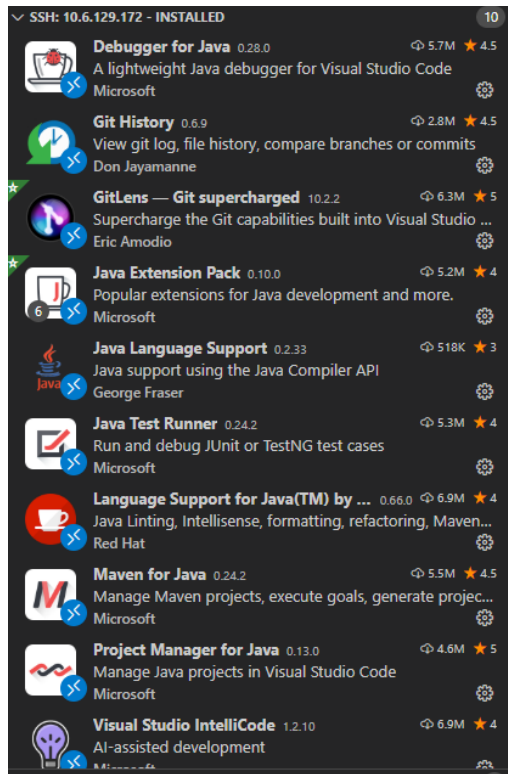 SSH: 10.6.129.172 - INSTALLED 10
Debugger for Java 0.28.0 5.7M 4.5
A lightweight Java debugger for Visual Studio Code
Microsoft
Git History 0.6.9 2.8M 4.5
View git log, file history, compare branches or commits
Don Jayamanne
GitLens — Git supercharged 10.2.2 6.3M 5
Supercharge the Git capabilities built into Visual Studio ...
Eric Amodio
Java Extension Pack 0.10.0 5.2M 4
Popular extensions for Java development and more.
6 Microsoft
Java Language Support 0.2.33 518K 3
Java support using the Java Compiler API
Java George Fraser
Java Test Runner 0.24.2 5.3M 4
Run and debug JUnit or TestNG test cases
Microsoft
Language Support for Java(TM) by ... 0.66.0 6.9M 4
Java Linting, Intellisense, formatting, refactoring, Maven...
Red Hat
Maven for Java 0.24.2 5.5M 4.5
Manage Maven projects, execute goals, generate projec...
Microsoft
Project Manager for Java 0.13.0 4.6M 5
Manage Java projects in Visual Studio Code
Microsoft
Visual Studio IntelliCode 1.2.10 6.9M 4
AI-assisted development
Microsoft